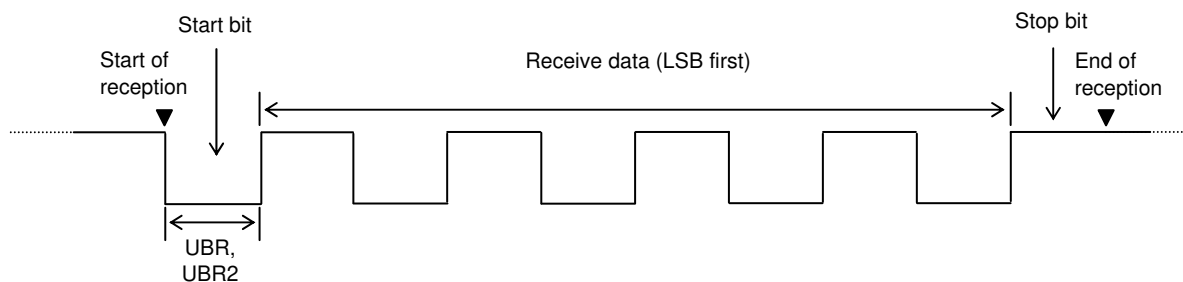 Start bit
Stop bit
Start of
reception
Receive data (LSB first)
End of
reception
UBR,
UBR2